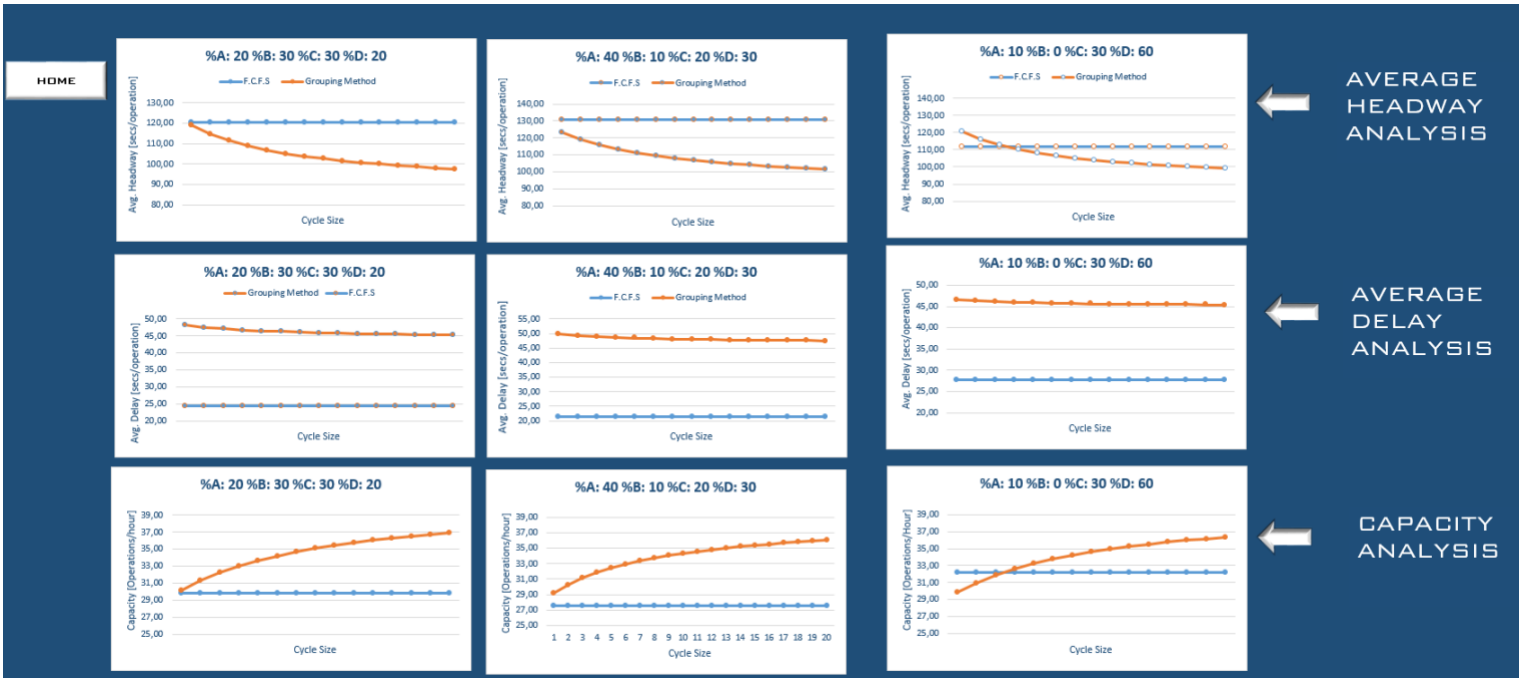 HOME
%A: 20 %B: 30 %C: 30 %D: 20
F.C.F.S Grouping Method
Avg. Headway [secs/operation]
130,00
120,00
110,00
100,00
90,00
80,00
Cycle Size
%A: 40 %B: 10 %C: 20 %D: 30
F.C.F.S Grouping Method
Avg. Headway [secs/operation]
140,00
130,00
120,00
110,00
100,00
90,00
80,00
Cycle Size
%A: 10 %B: 0 %C: 30 %D: 60
F.C.F.S Grouping Method
Avg. Headway [secs/operation]
140,00
130,00
120,00
110,00
100,00
90,00
80,00
Cycle Size
AVERAGE
HEADWAY
ANALYSIS
%A: 20 %B: 30 %C: 30 %D: 20
Grouping Method F.C.F.S
Avg. Delay [secs/operation]
50,00
45,00
40,00
35,00
30,00
25,00
20,00
Cycle Size
%A: 40 %B: 10 %C: 20 %D: 30
F.C.F.S Grouping Method
Avg. Delay [secs/operation]
55,00
50,00
45,00
40,00
35,00
30,00
25,00
20,00
Cycle Size
%A: 10 %B: 0 %C: 30 %D: 60
Avg. Delay [secs/operation]
50,00
45,00
40,00
35,00
30,00
25,00
20,00
Cycle Size
AVERAGE
DELAY
ANALYSIS
%A: 20 %B: 30 %C: 30 %D: 20
Capacity [Operations/hour]
39,00
37,00
35,00
33,00
31,00
29,00
27,00
25,00
Cycle Size
%A: 40 %B: 10 %C: 20 %D: 30
Capacity [Operations/hour]
39,00
37,00
35,00
33,00
31,00
29,00
27,00
25,00
1 2 3 4 5 6 7 8 9 10 11 12 13 14 15 16 17 18 19 20
Cycle Size
%A: 10 %B: 0 %C: 30 %D: 60
Capacity [Operations/Hour]
39,00
37,00
35,00
33,00
31,00
29,00
27,00
25,00
Cycle Size
CAPACITY
ANALYSIS